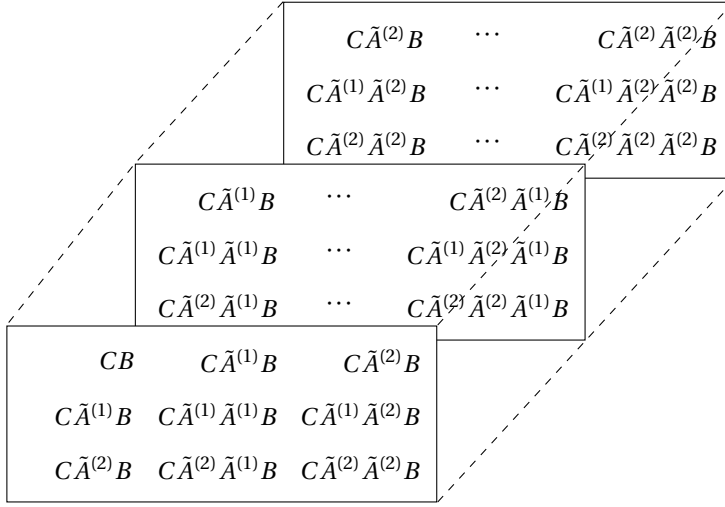 CÃ⁽²⁾B ⋯ CÃ⁽²⁾Ã⁽²⁾B
CÃ⁽¹⁾Ã⁽²⁾B ⋯ CÃ⁽¹⁾Ã⁽²⁾Ã⁽²⁾B
CÃ⁽²⁾Ã⁽²⁾B ⋯ CÃ⁽²⁾Ã⁽²⁾Ã⁽²⁾B
CÃ⁽¹⁾B ⋯ CÃ⁽²⁾Ã⁽¹⁾B
CÃ⁽¹⁾Ã⁽¹⁾B ⋯ CÃ⁽¹⁾Ã⁽²⁾Ã⁽¹⁾B
CÃ⁽²⁾Ã⁽¹⁾B ⋯ CÃ⁽²⁾Ã⁽²⁾Ã⁽¹⁾B
CB CÃ⁽¹⁾B CÃ⁽²⁾B
CÃ⁽¹⁾B CÃ⁽¹⁾Ã⁽¹⁾B CÃ⁽¹⁾Ã⁽²⁾B
CÃ⁽²⁾B CÃ⁽²⁾Ã⁽¹⁾B CÃ⁽²⁾Ã⁽²⁾B